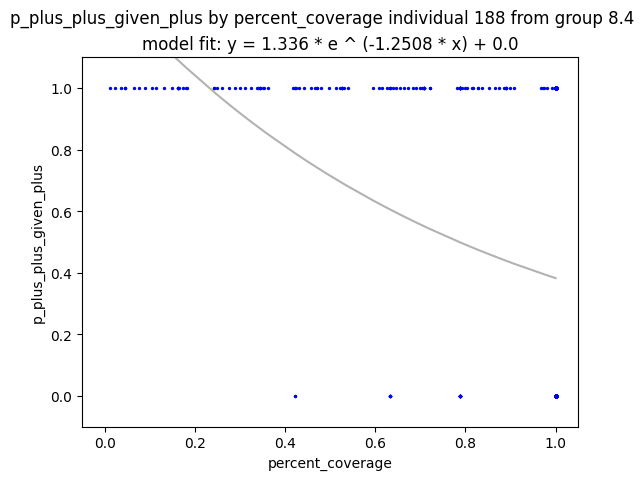 p_plus_plus_given_plus by percent_coverage individual 188 from group 8.4
model fit: y = 1.336 * e ^ (-1.2508 * x) + 0.0
1.0
0.8
0.6
0.4
0.2
0.0
p_plus_plus_given_plus
0.0 0.2 0.4 0.6 0.8 1.0
percent_coverage